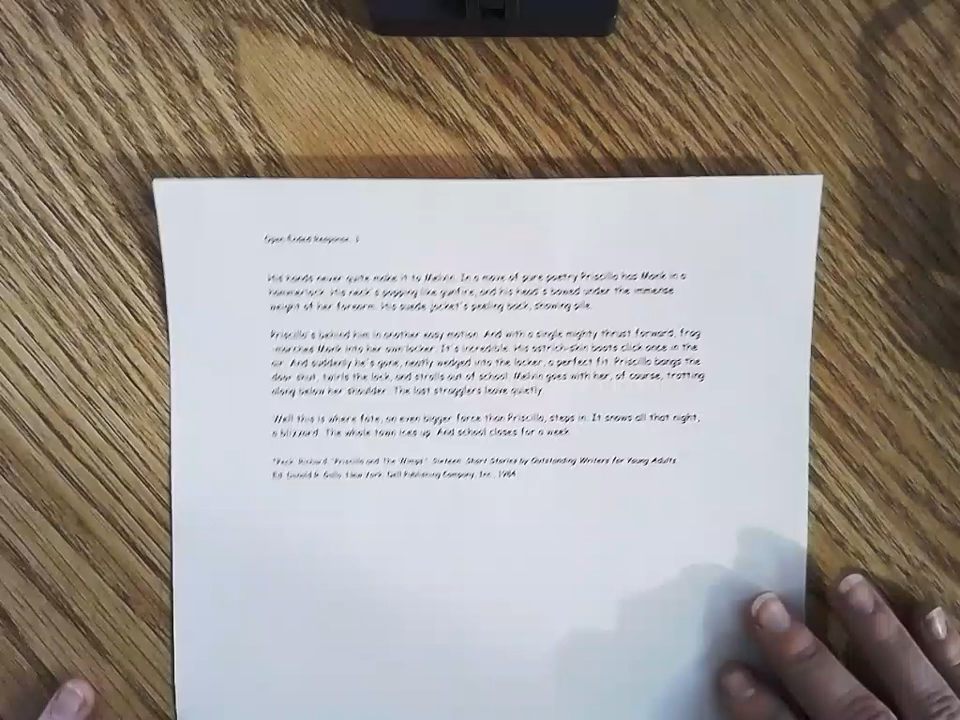 Open Ended Response
His hands never quite make it to Melvin. In a move of pure poetry Priscilla has Monk in a
hammerlock. His neck's popping like gunfire, and his head's bowed under the immense
weight of her forearm. His suede jacket's peeling back, showing pile.
Priscilla's behind him in another easy motion. And with a single mighty thrust forward, frog
-marches Monk into her own locker. It's incredible. His ostrich-skin boots click once in the
air. And suddenly he's gone, neatly wedged into the locker, a perfect fit. Priscilla bangs the
door shut, twirls the lock, and strolls out of school. Melvin goes with her, of course, trotting
along below her shoulder. The last stragglers leave quietly.
Well this is where fate, an even bigger force than Priscilla, steps in. It snows all that night,
a blizzard. The whole town ices up. And school closes for a week.
"Peck, Richard. "Priscilla and The Wimps". Sixteen: Short Stories by Outstanding Writers for Young Adults.
Ed. Donald R. Gallo. New York: Dell Publishing Company, Inc., 1984.